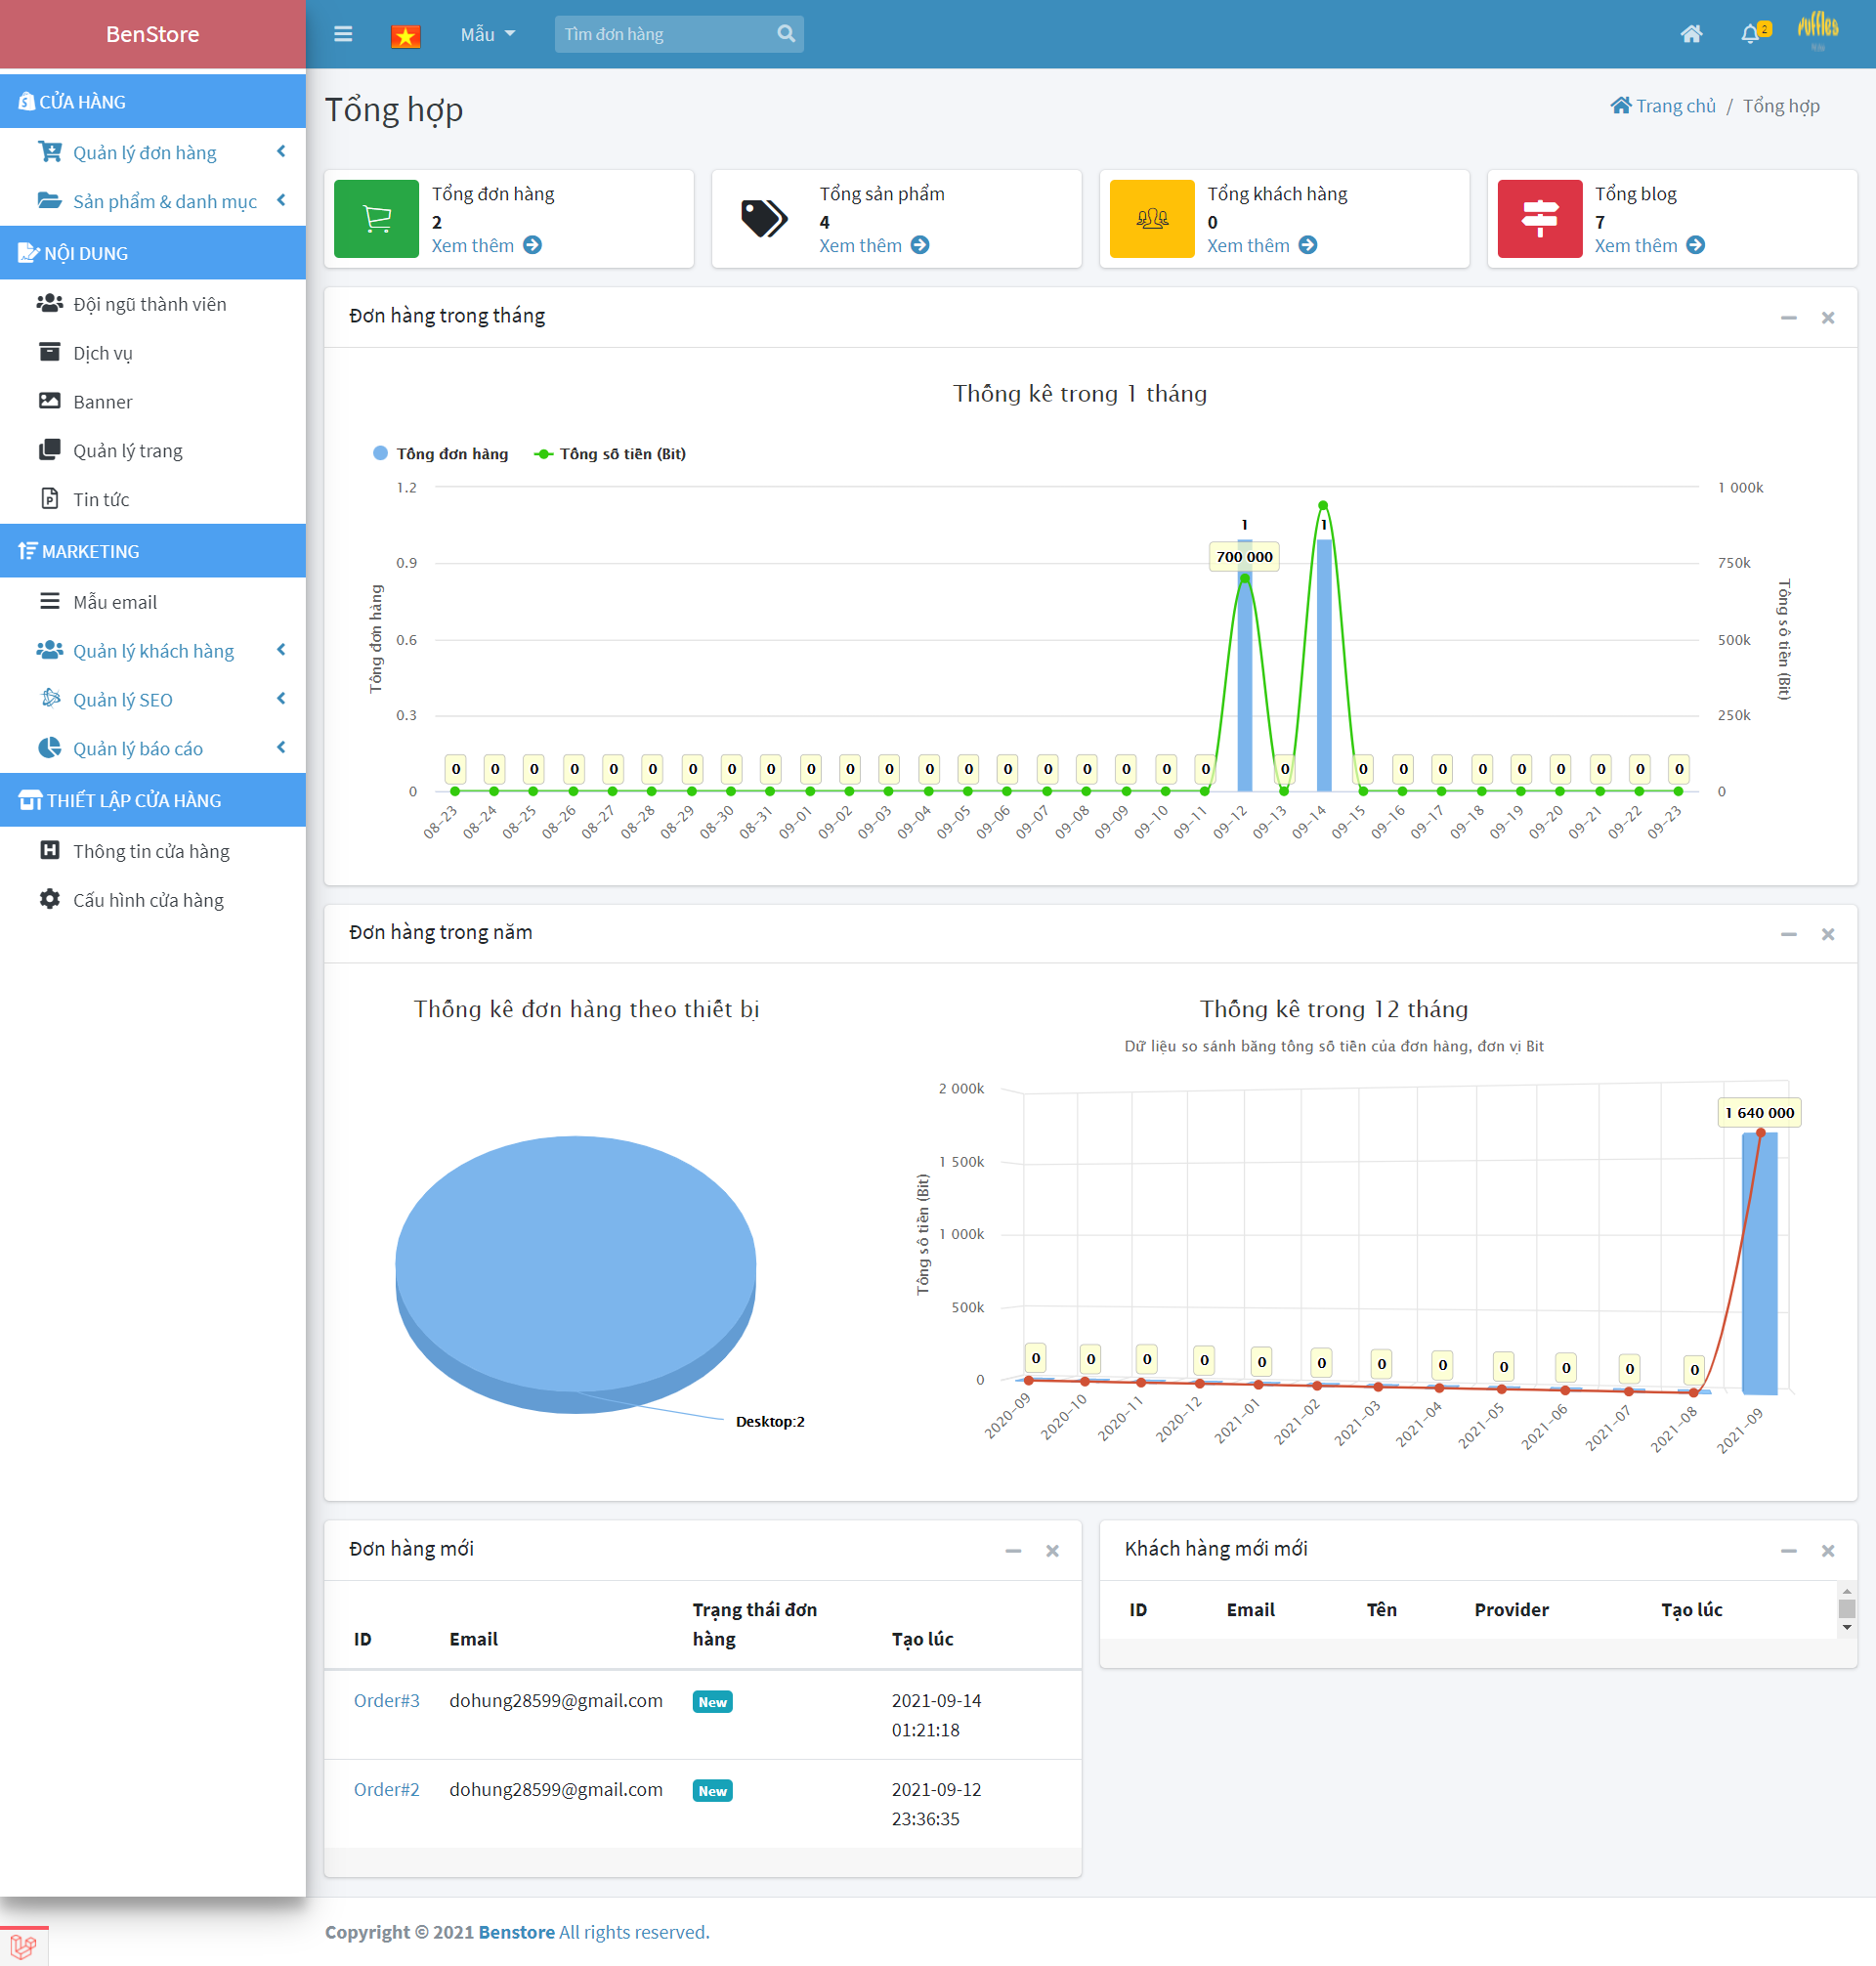 BenStore
Mẫu
Tìm đơn hàng
2
ruffles
CỬA HÀNG
Quản lý đơn hàng
Sản phẩm & danh mục
NỘI DUNG
Đội ngũ thành viên
Dịch vụ
Banner
Quản lý trang
Tin tức
MARKETING
Mẫu email
Quản lý khách hàng
Quản lý SEO
Quản lý báo cáo
THIẾT LẬP CỬA HÀNG
Thông tin cửa hàng
Cấu hình cửa hàng
Tổng hợp
Trang chủ / Tổng hợp
Tổng đơn hàng
2
Xem thêm
Tổng sản phẩm
4
Xem thêm
Tổng khách hàng
0
Xem thêm
Tổng blog
7
Xem thêm
Đơn hàng trong tháng
Thống kê trong 1 tháng
Tổng đơn hàng Tổng số tiền (Bit)
1.2
0.9
0.6
0.3
0
Tổng đơn hàng
1 000k
750k
500k
250k
0
Tổng số tiền (Bit)
1 1
700 000
0 0 0 0 0 0 0 0 0 0 0 0 0 0 0 0 0 0 0 0 0 0 0 0 0 0 0 0 0 0
08-23 08-24 08-25 08-26 08-27 08-28 08-29 08-30 08-31 09-01 09-02 09-03 09-04 09-05 09-06 09-07 09-08 09-09 09-10 09-11 09-12 09-13 09-14 09-15 09-16 09-17 09-18 09-19 09-20 09-21 09-22 09-23
Đơn hàng trong năm
Thống kê đơn hàng theo thiết bị
Desktop:2
Thống kê trong 12 tháng
Dữ liệu so sánh bằng tổng số tiền của đơn hàng, đơn vị Bit
2 000k
1 500k
1 000k
500k
0
Tổng số tiền (Bit)
1 640 000
0 0 0 0 0 0 0 0 0 0 0 0
2020-09 2020-10 2020-11 2020-12 2021-01 2021-02 2021-03 2021-04 2021-05 2021-06 2021-07 2021-08 2021-09
Đơn hàng mới
ID Email Trạng thái đơn hàng Tạo lúc
Order#3 dohung28599@gmail.com New 2021-09-14
01:21:18
Order#2 dohung28599@gmail.com New 2021-09-12
23:36:35
Khách hàng mới mới
ID Email Tên Provider Tạo lúc
Copyright © 2021 Benstore All rights reserved.